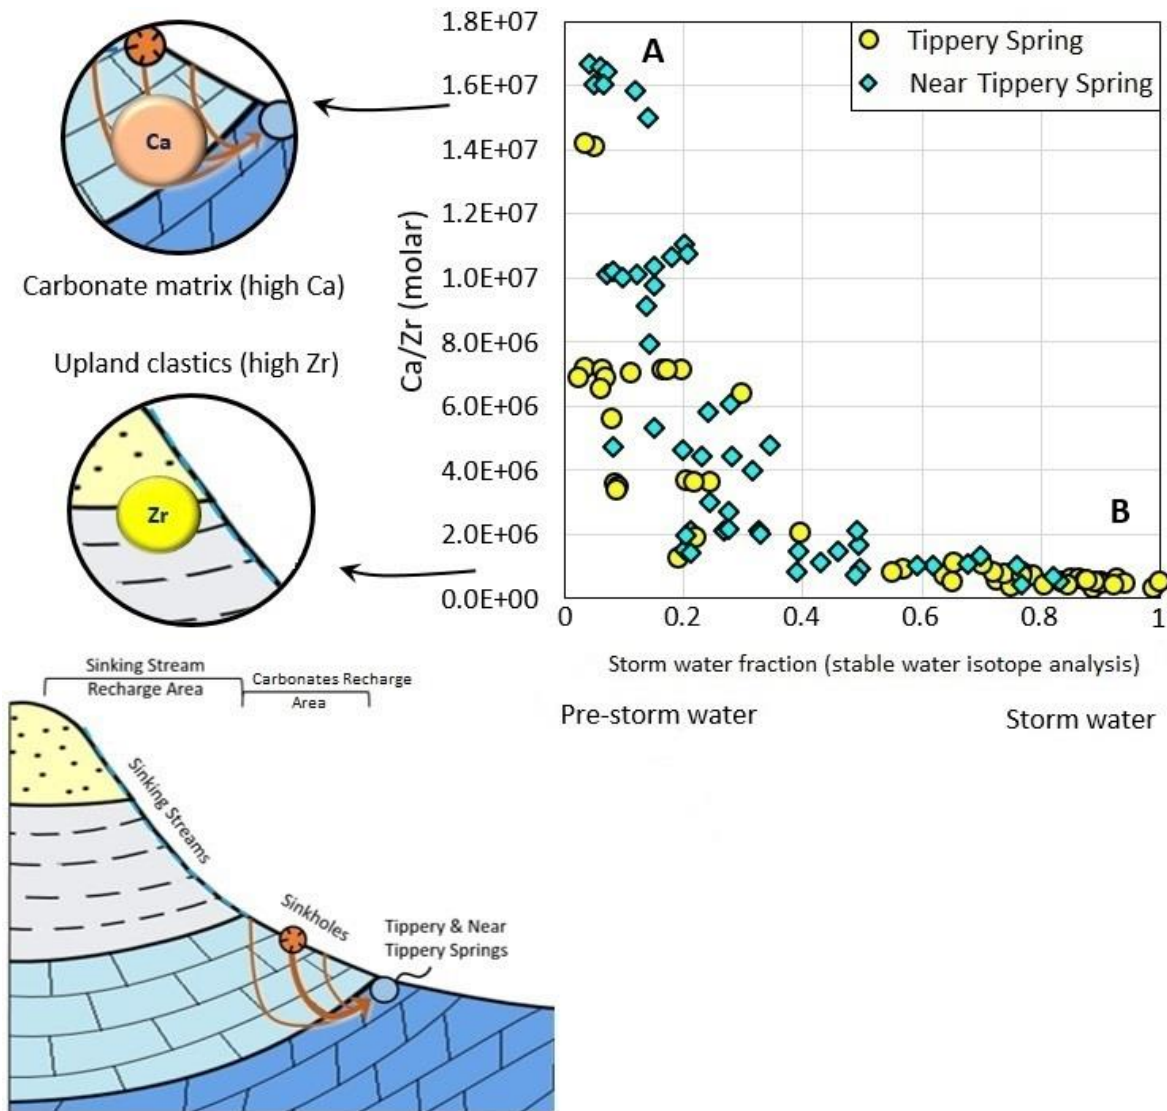 Ca
Carbonate matrix (high Ca)
Upland clastics (high Zr)
Zr
Ca/Zr (molar)
1.8E+07
1.6E+07
1.4E+07
1.2E+07
1.0E+07
8.0E+06
6.0E+06
4.0E+06
2.0E+06
0.0E+00
A
B
Tippery Spring
Near Tippery Spring
0
0.2
0.4
0.6
0.8
1
Storm water fraction (stable water isotope analysis)
Pre-storm water
Storm water
Sinking Stream
Recharge Area
Carbonates Recharge
Area
Sinking Streams
Sinkholes
Tippery & Near
Tippery Springs